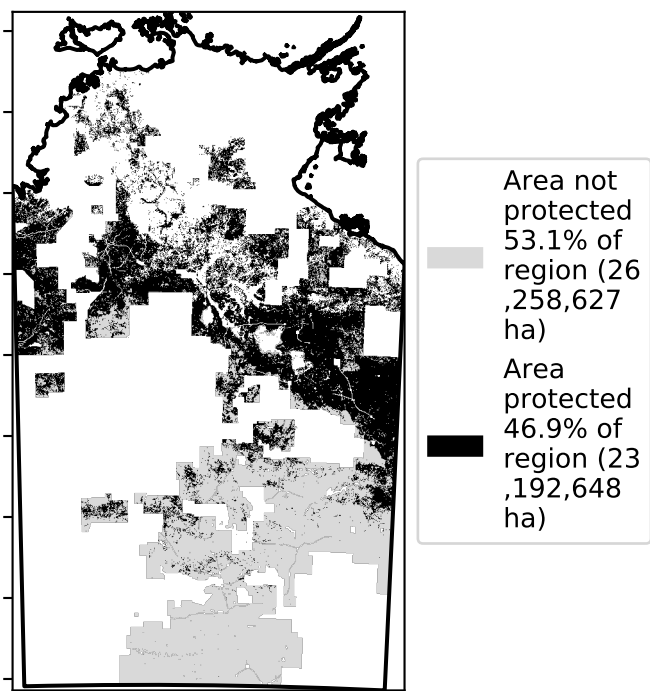 Area not
protected
53.1% of
region (26
,258,627
ha)
Area
protected
46.9% of
region (23
,192,648
ha)